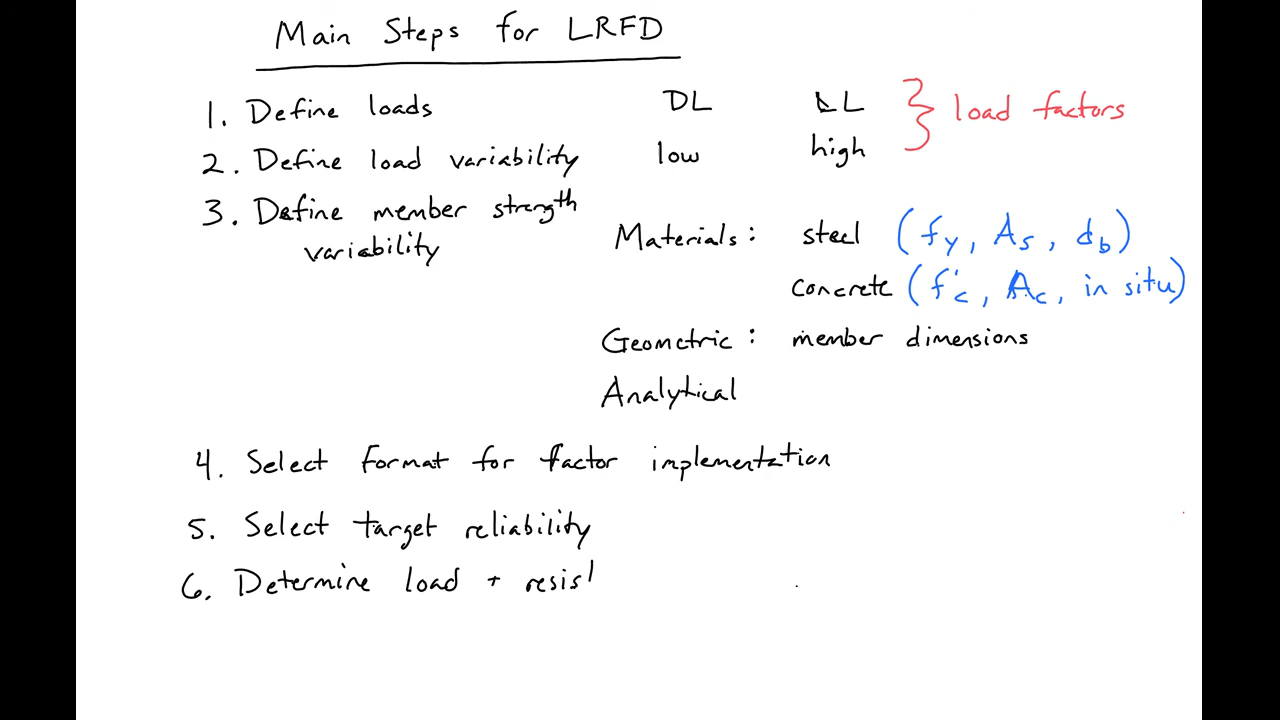 Main Steps for LRFD
1. Define loads DL LL } load factors
2. Define load variability low high
3. Define member strength
variability
Materials: steel (fy, As, db)
concrete (f'c, Ac, in situ)
Geometric: member dimensions
Analytical
4. Select format for factor implementation
5. Select target reliability
6. Determine load + resist